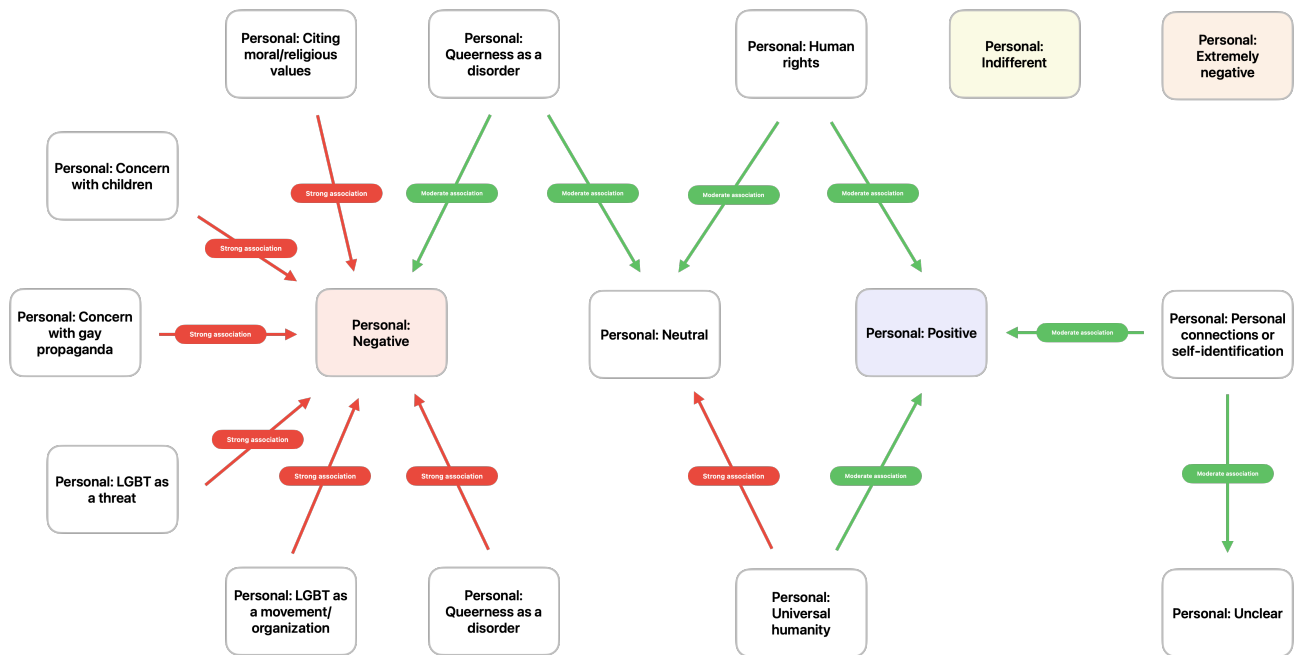 Personal: Citing
moral/religious
values
Personal:
Queerness as a
disorder
Personal: Human
rights
Personal:
Indifferent
Personal:
Extremely
negative
Personal: Concern
with children
Strong association
Moderate association
Moderate association
Moderate association
Moderate association
Strong association
Personal: Concern
with gay
propaganda
Strong association
Personal:
Negative
Personal: Neutral
Personal: Positive
Moderate association
Personal: Personal
connections or
self-identification
Strong association
Personal: LGBT as
a threat
Strong association
Strong association
Strong association
Moderate association
Moderate association
Personal: LGBT as
a movement/
organization
Personal:
Queerness as a
disorder
Personal:
Universal
humanity
Personal: Unclear